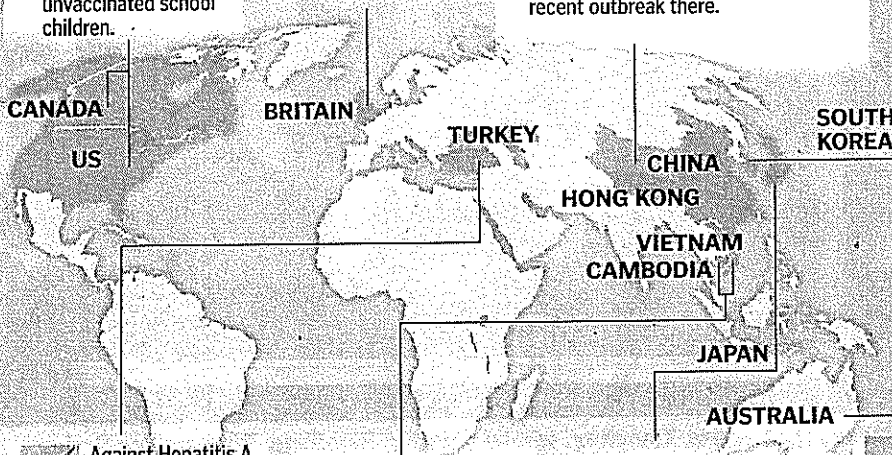 unvaccinated school
children.
recent outbreak there.
CANADA
BRITAIN
TURKEY
SOUTH
KOREA
US
CHINA
HONG KONG
VIETNAM
CAMBODIA
JAPAN
AUSTRALIA
Against Hepatitis A